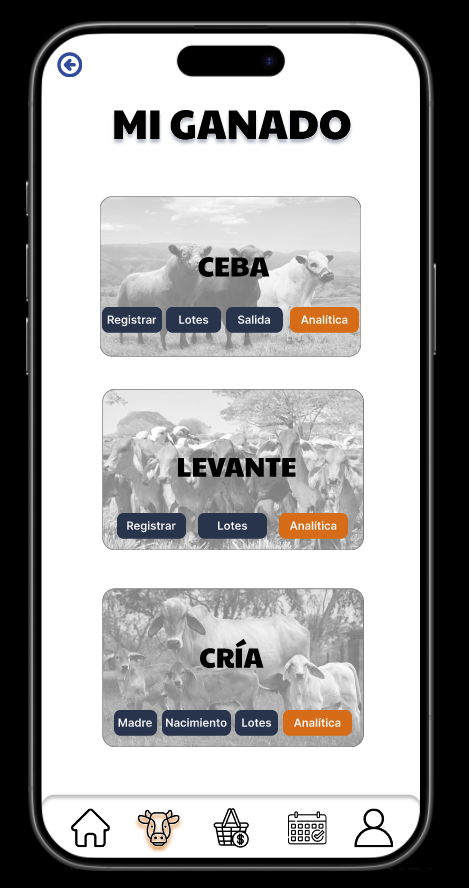 MI GANADO
CEBA
Registrar Lotes Salida Analítica
LEVANTE
Registrar Lotes Analítica
CRÍA
Madre Nacimiento Lotes Analítica
$